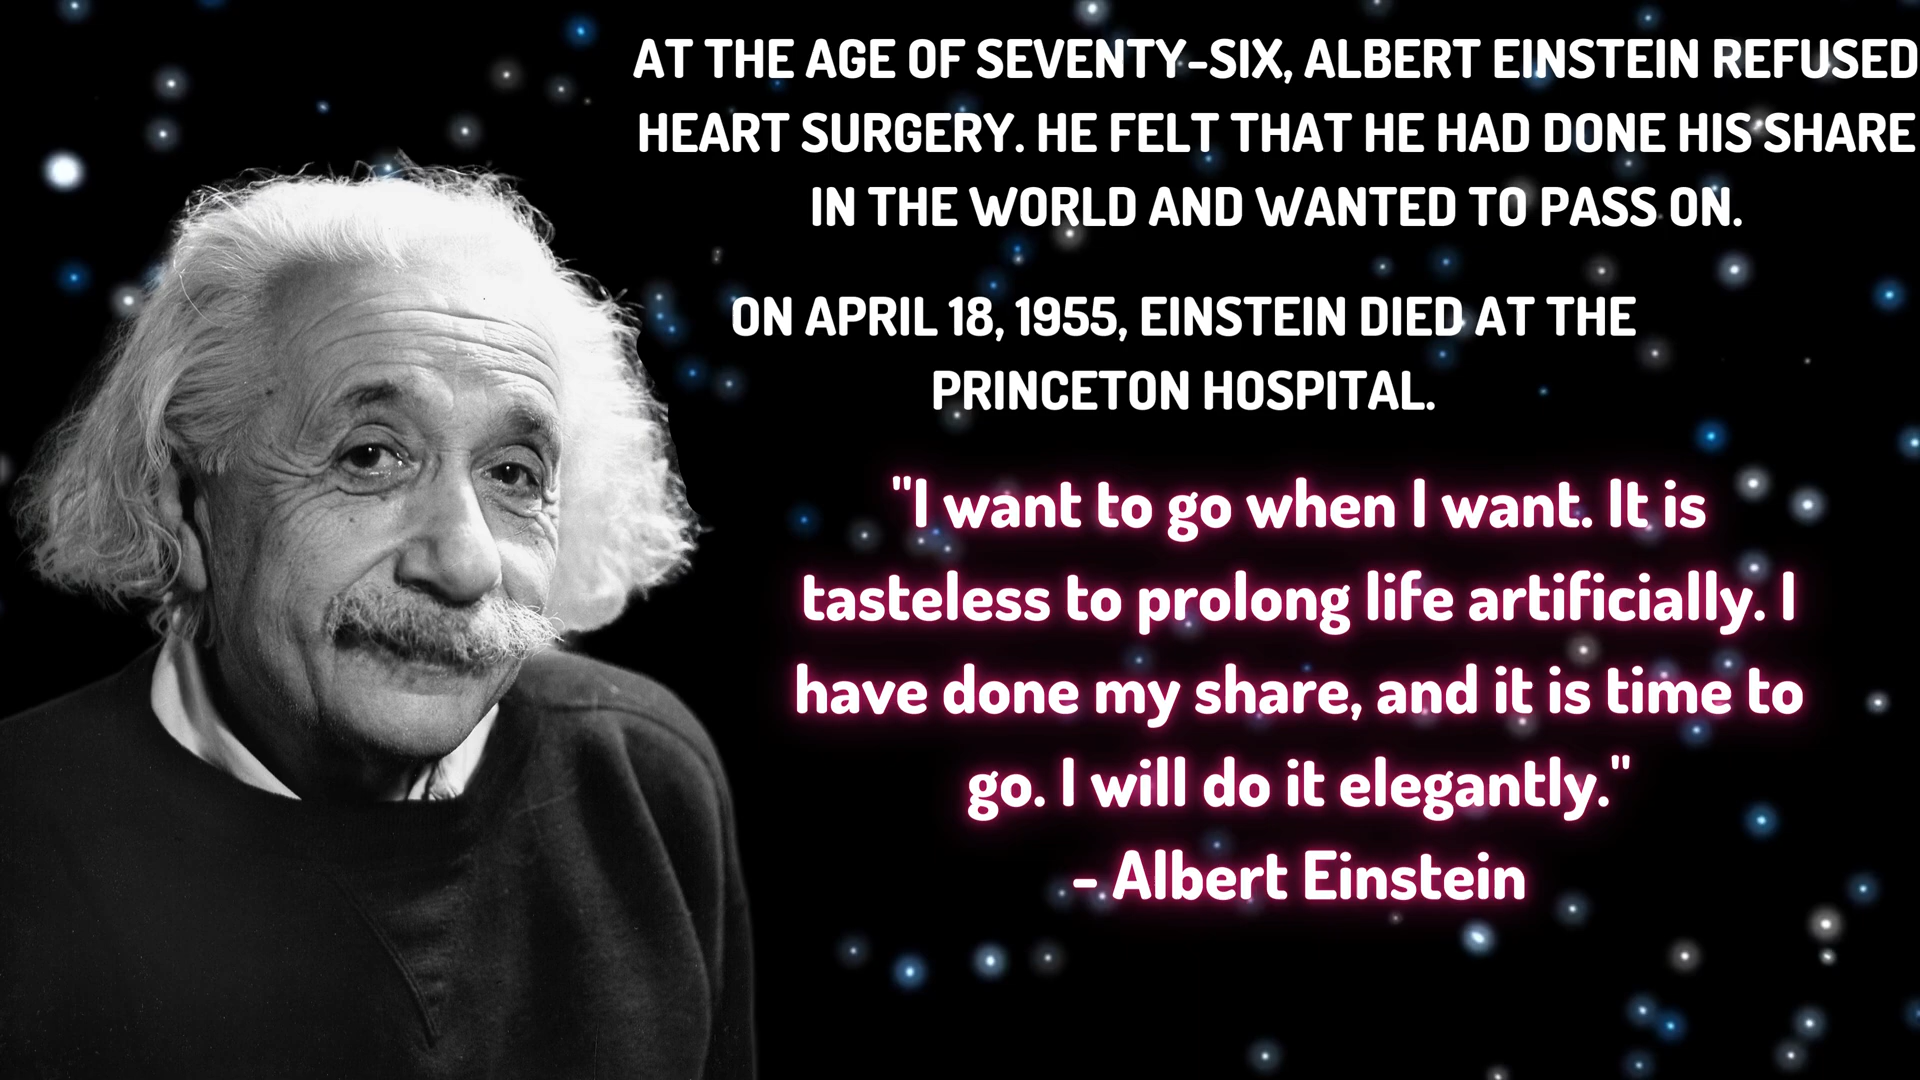 AT THE AGE OF SEVENTY-SIX, ALBERT EINSTEIN REFUSED
HEART SURGERY. HE FELT THAT HE HAD DONE HIS SHARE
IN THE WORLD AND WANTED TO PASS ON.
ON APRIL 18, 1955, EINSTEIN DIED AT THE
PRINCETON HOSPITAL.
"I want to go when I want. It is
tasteless to prolong life artificially. I
have done my share, and it is time to
go. I will do it elegantly."
- Albert Einstein